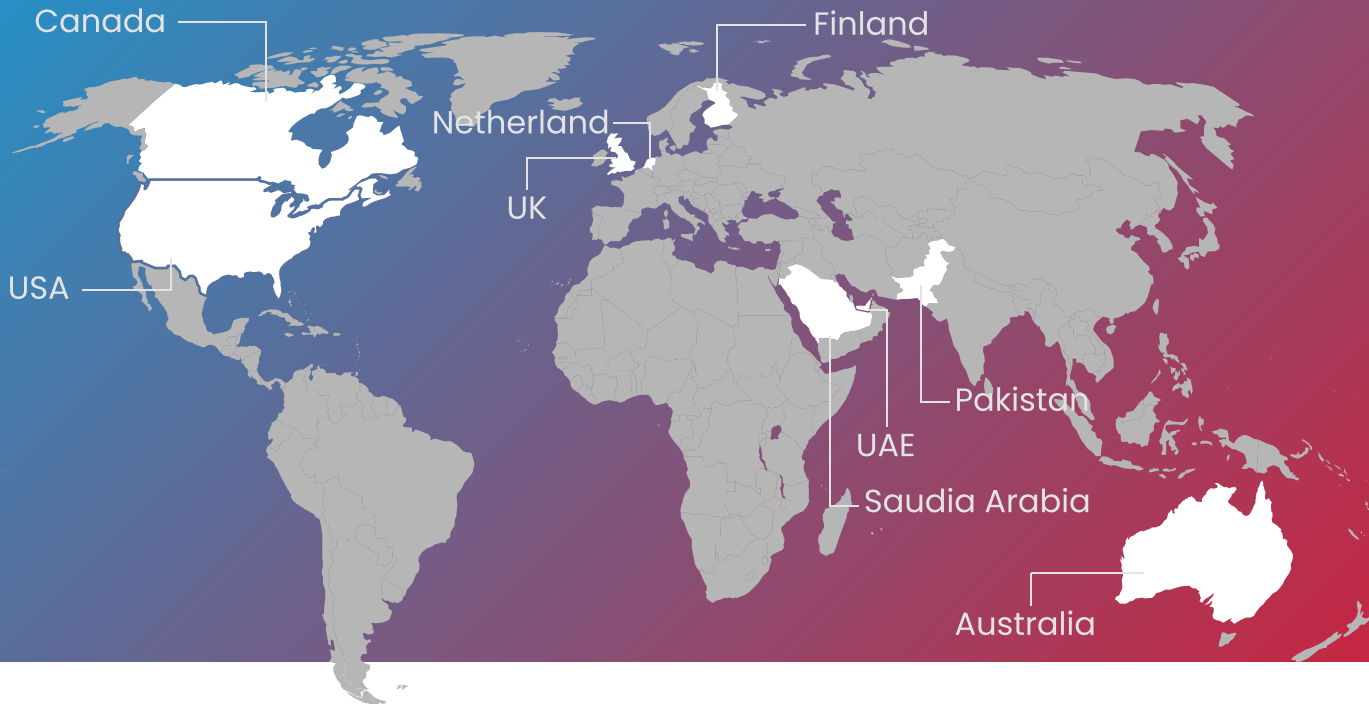 Canada
Finland
Netherland
UK
USA
Pakistan
UAE
Saudia Arabia
Australia